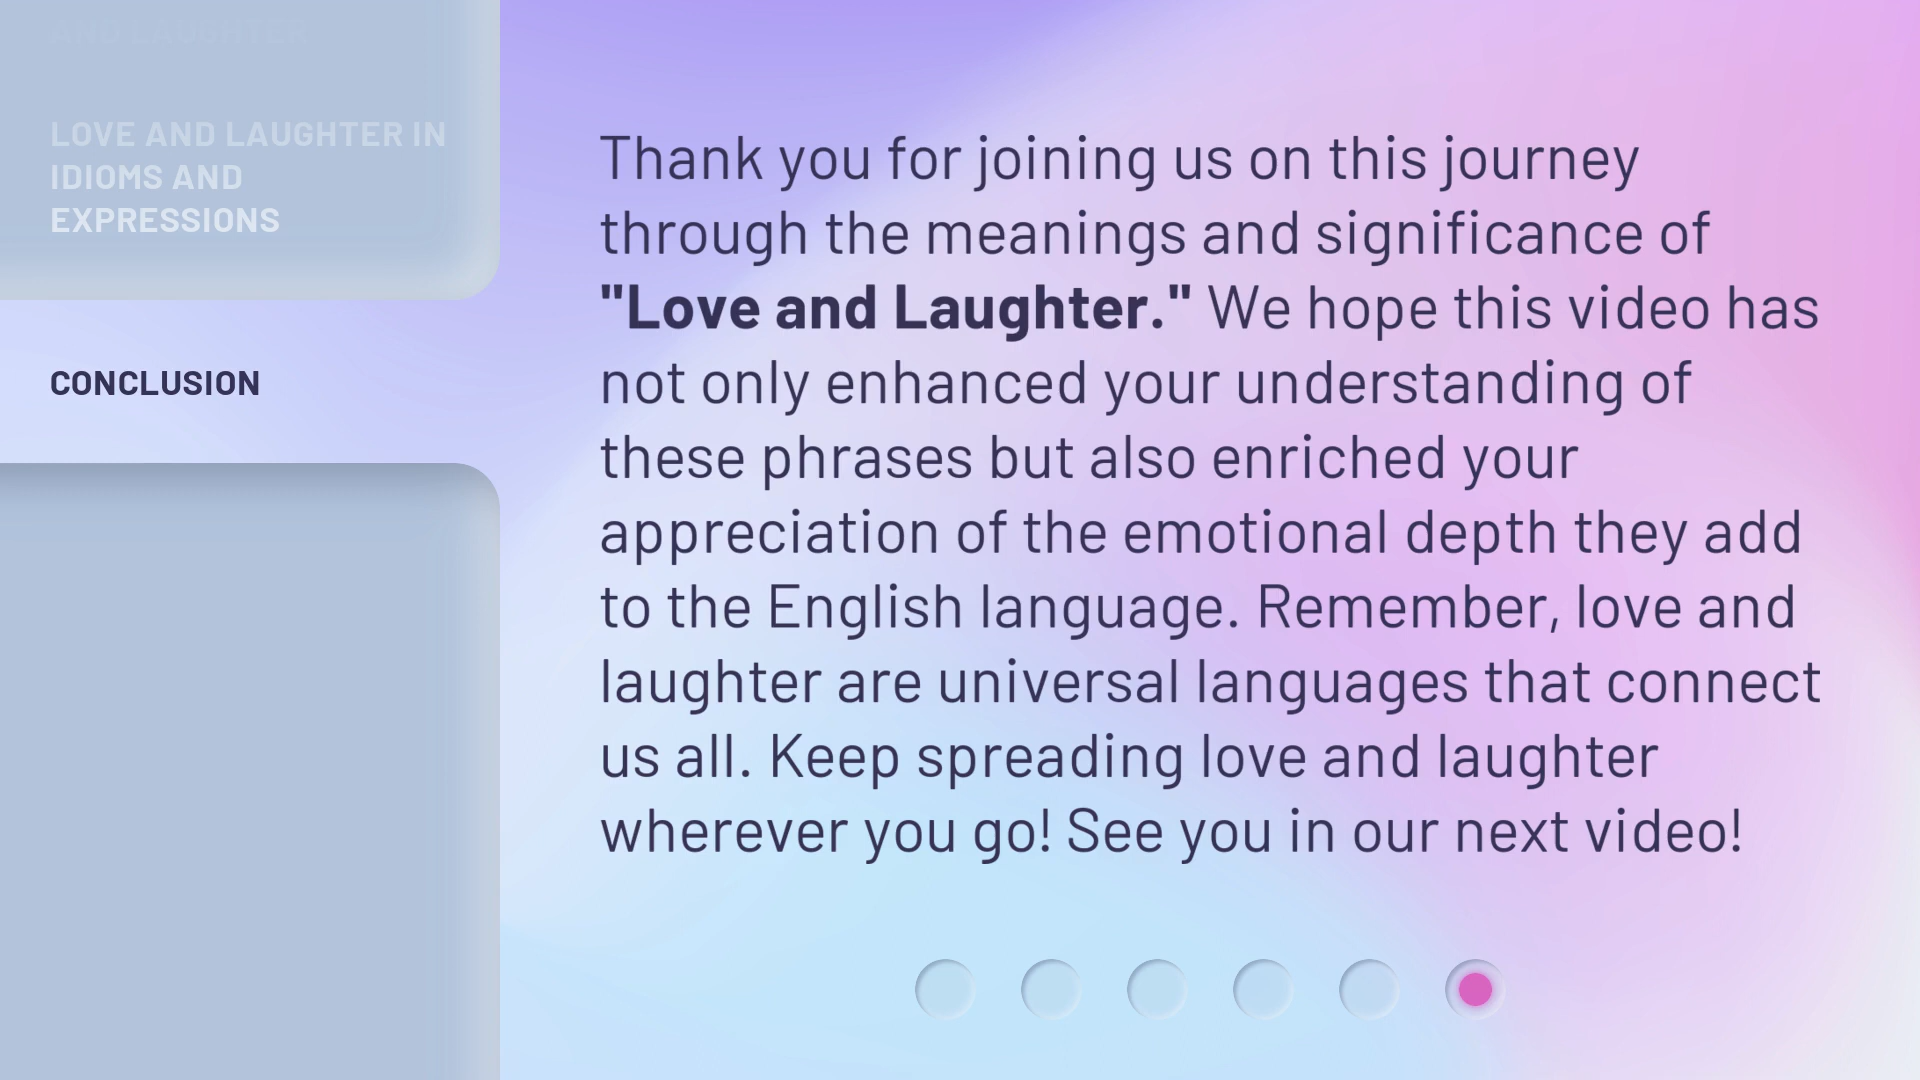 AND LAUGHTER
LOVE AND LAUGHTER IN
IDIOMS AND
EXPRESSIONS
CONCLUSION
Thank you for joining us on this journey
through the meanings and significance of
"Love and Laughter." We hope this video has
not only enhanced your understanding of
these phrases but also enriched your
appreciation of the emotional depth they add
to the English language. Remember, love and
laughter are universal languages that connect
us all. Keep spreading love and laughter
wherever you go! See you in our next video!